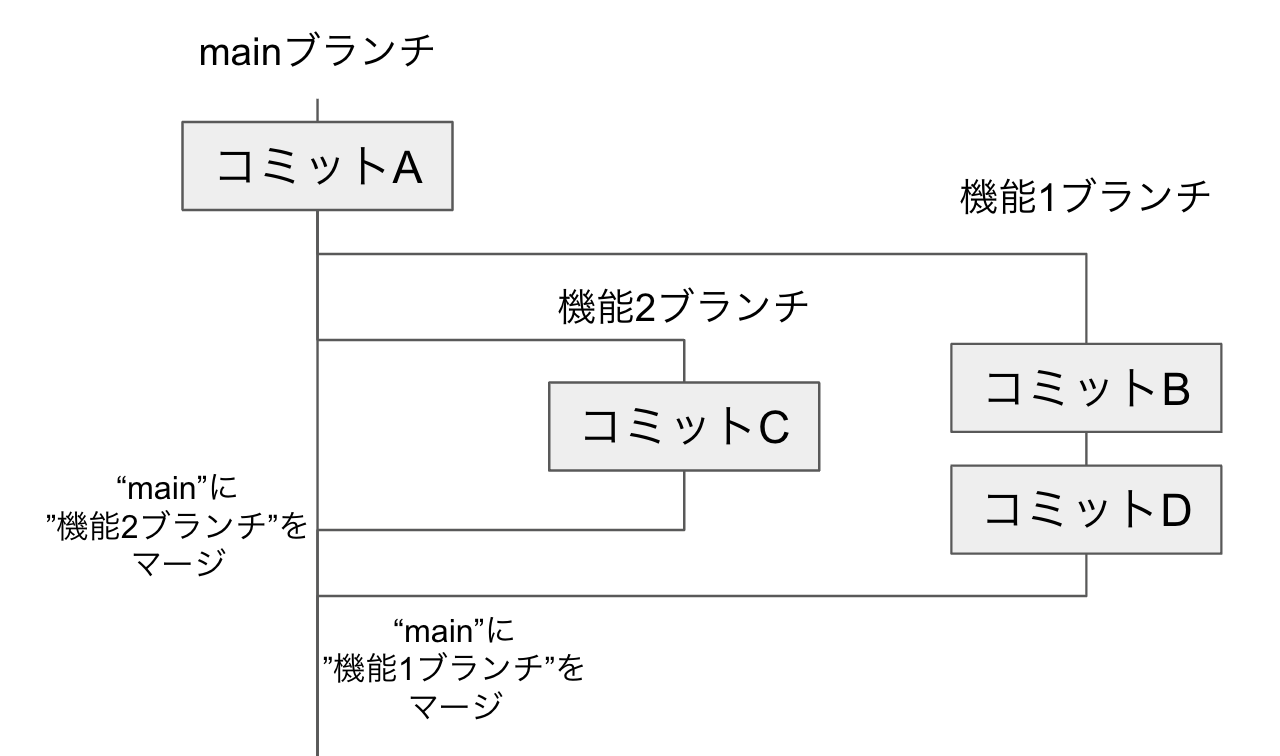 mainブランチ
コミットA
機能1ブランチ
機能2ブランチ
コミットB
コミットC
“main”に
”機能2ブランチ”を
マージ
コミットD
“main”に
”機能1ブランチ”を
マージ